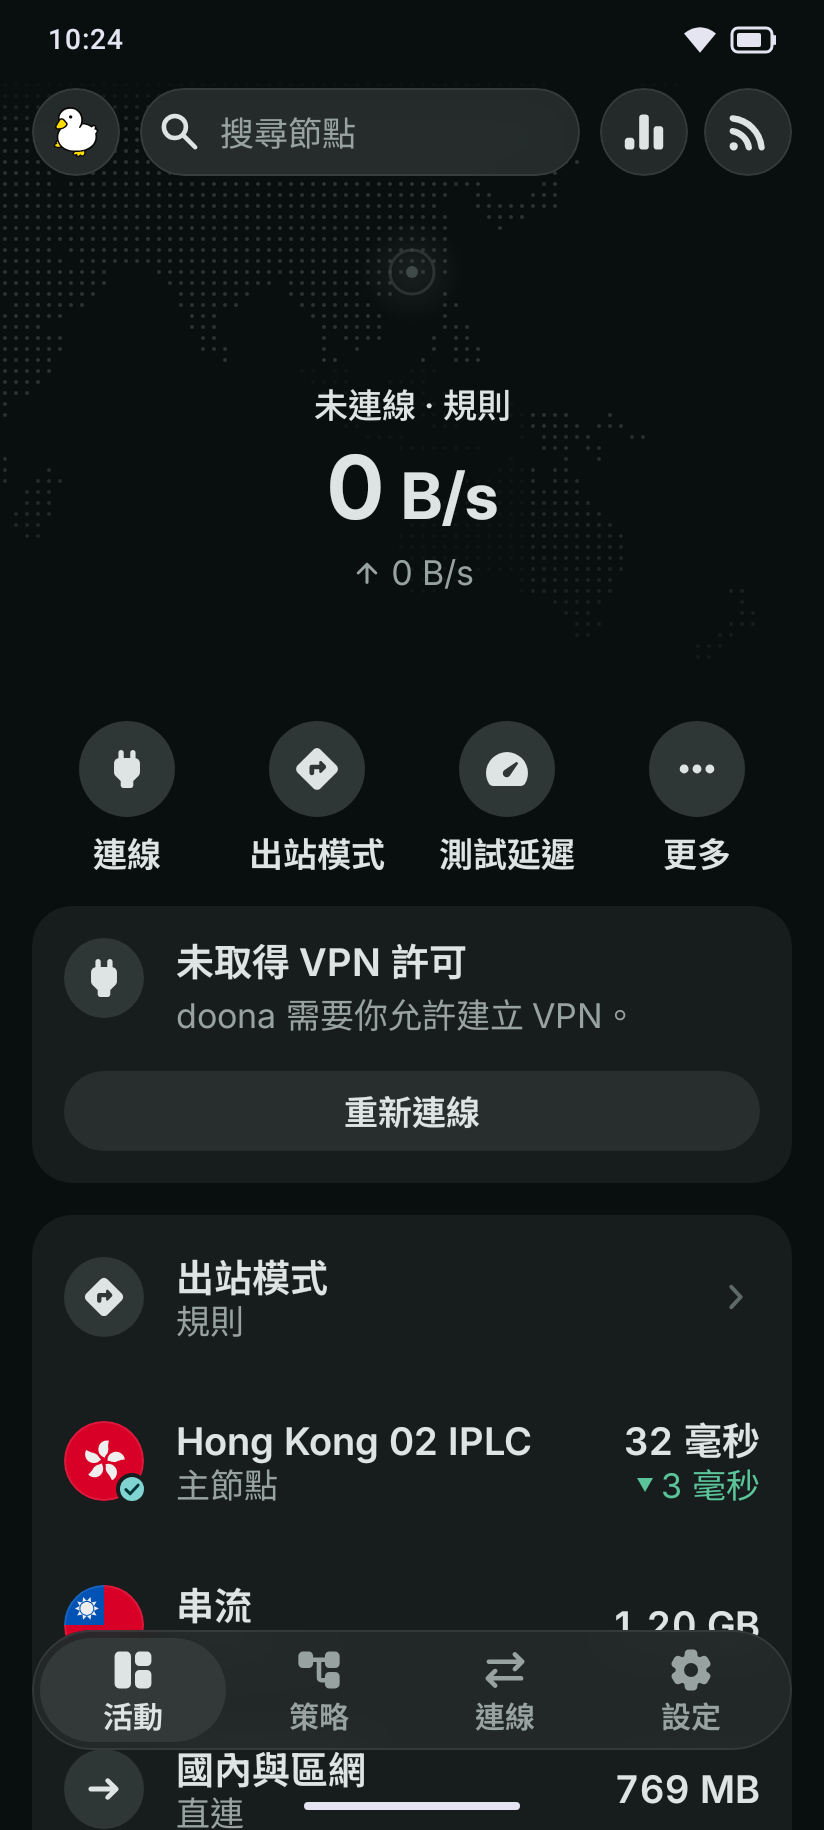 10:24
搜尋節點
未連線 · 規則
0 B/s
↑ 0 B/s
連線
出站模式
測試延遲
更多
未取得 VPN 許可
doona 需要你允許建立 VPN。
重新連線
出站模式
規則
Hong Kong 02 IPLC
32 毫秒
主節點
▼3 毫秒
串流
1.20 GB
活動
策略
連線
設定
國內與區網
769 MB
直連